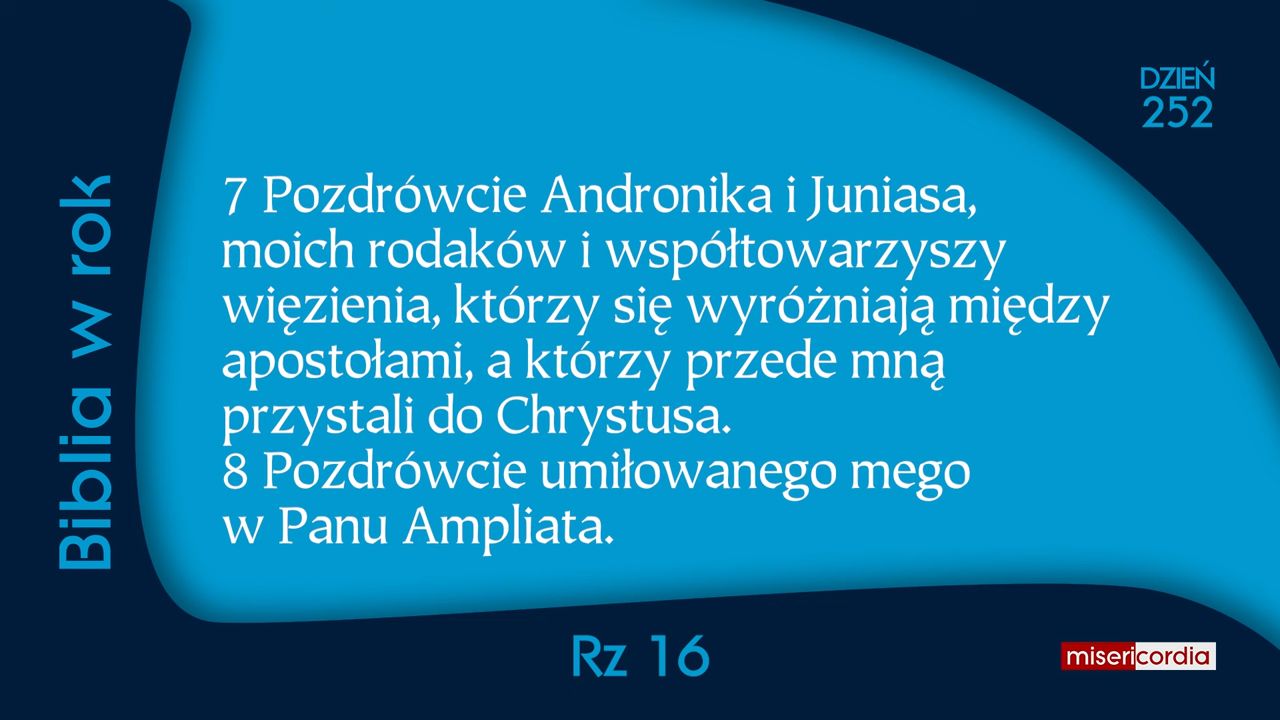 DZIEŃ
252
Biblia w rok
7 Pozdrówcie Andronika i Juniasa,
moich rodaków i współtowarzyszy
więzienia, którzy się wyróżniają między
apostołami, a którzy przede mną
przystali do Chrystusa.
8 Pozdrówcie umiłowanego mego
w Panu Ampliata.
Rz 16
misericordia